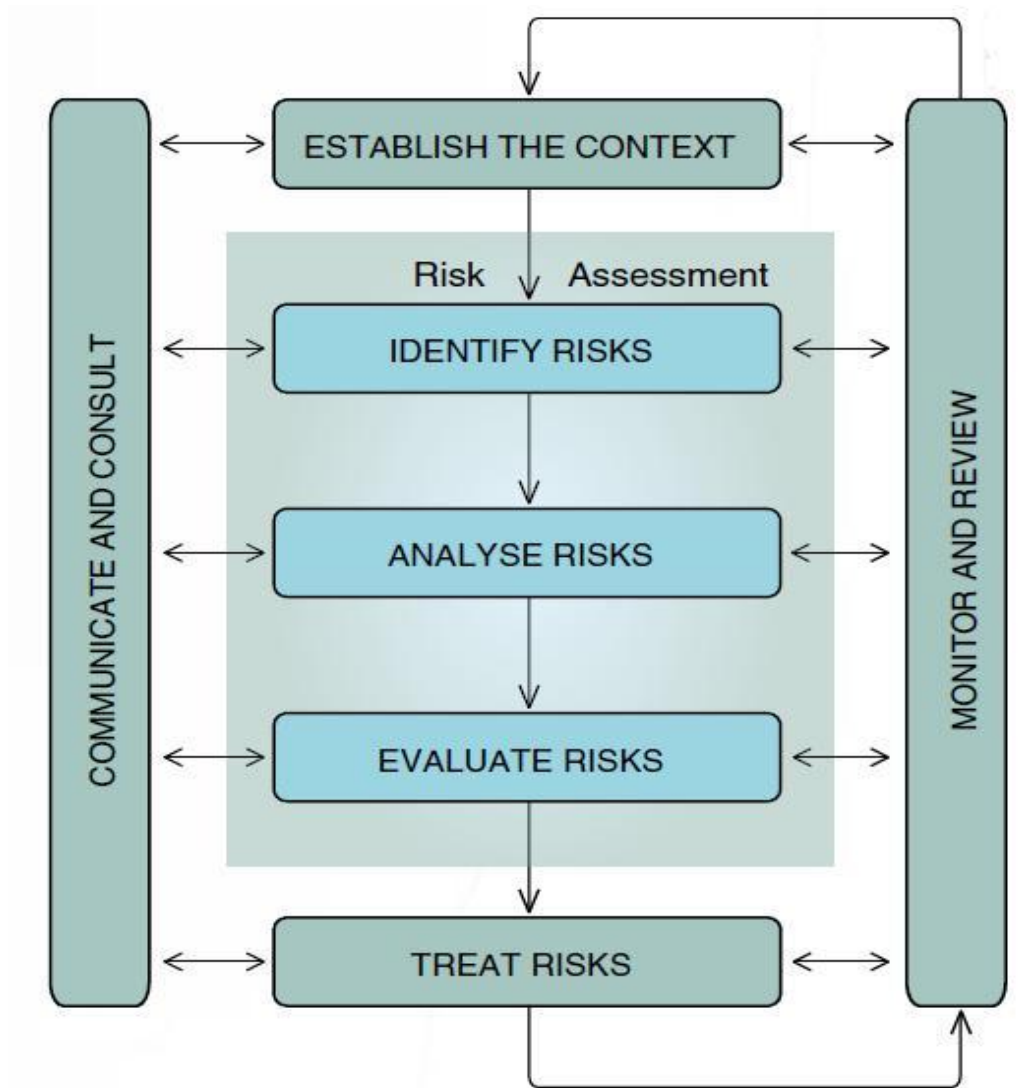 ESTABLISH THE CONTEXT
Risk Assessment
IDENTIFY RISKS
ANALYSE RISKS
EVALUATE RISKS
TREAT RISKS
COMMUNICATE AND CONSULT
MONITOR AND REVIEW